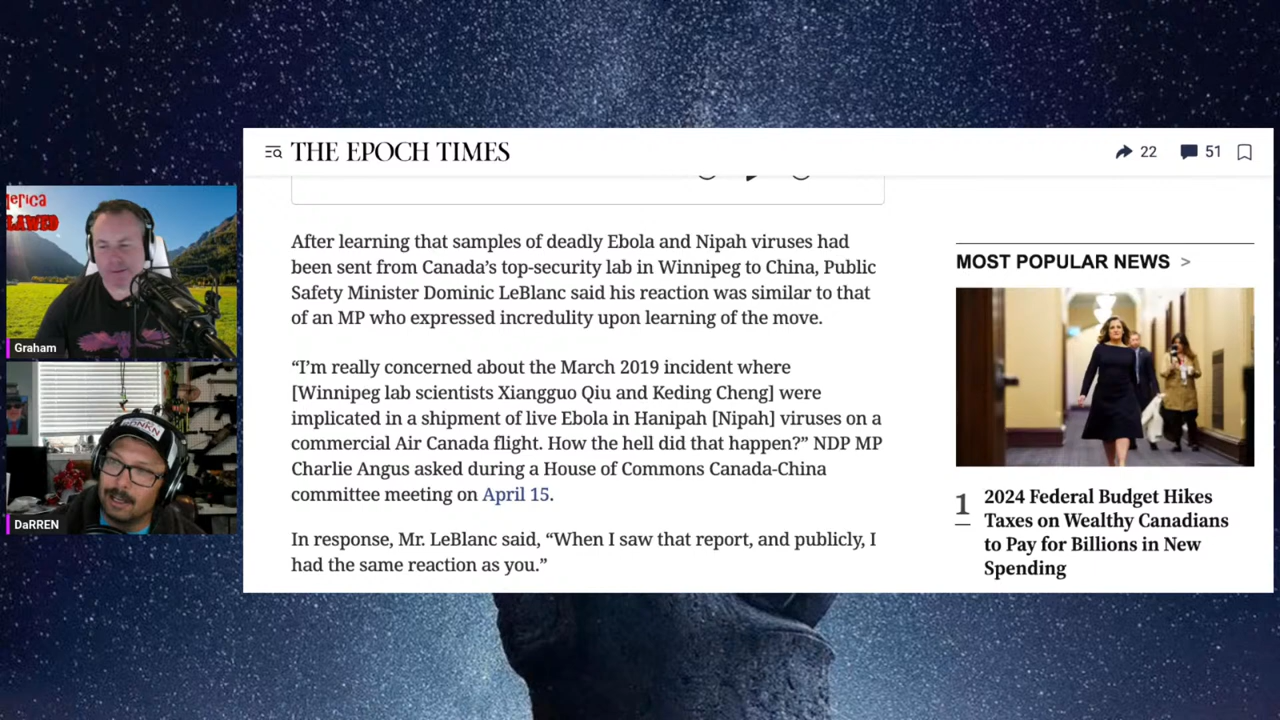 THE EPOCH TIMES
22
51
After learning that samples of deadly Ebola and Nipah viruses had
been sent from Canada’s top-security lab in Winnipeg to China, Public
Safety Minister Dominic LeBlanc said his reaction was similar to that
of an MP who expressed incredulity upon learning of the move.
“I’m really concerned about the March 2019 incident where
[Winnipeg lab scientists Xiangguo Qiu and Keding Cheng] were
implicated in a shipment of live Ebola in Hanipah [Nipah] viruses on a
commercial Air Canada flight. How the hell did that happen?” NDP MP
Charlie Angus asked during a House of Commons Canada-China
committee meeting on April 15.
In response, Mr. LeBlanc said, “When I saw that report, and publicly, I
had the same reaction as you.”
MOST POPULAR NEWS >
1
2024 Federal Budget Hikes
Taxes on Wealthy Canadians
to Pay for Billions in New
Spending
Graham
DaRREN